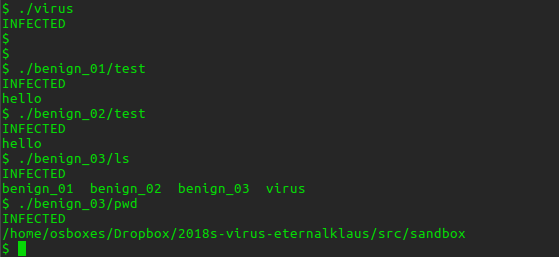 $ ./virus
INFECTED
$
$
$ ./benign_01/test
INFECTED
hello
$ ./benign_02/test
INFECTED
hello
$ ./benign_03/ls
INFECTED
benign_01  benign_02  benign_03  virus
$ ./benign_03/pwd
INFECTED
/home/osboxes/Dropbox/2018s-virus-eternalklaus/src/sandbox
$